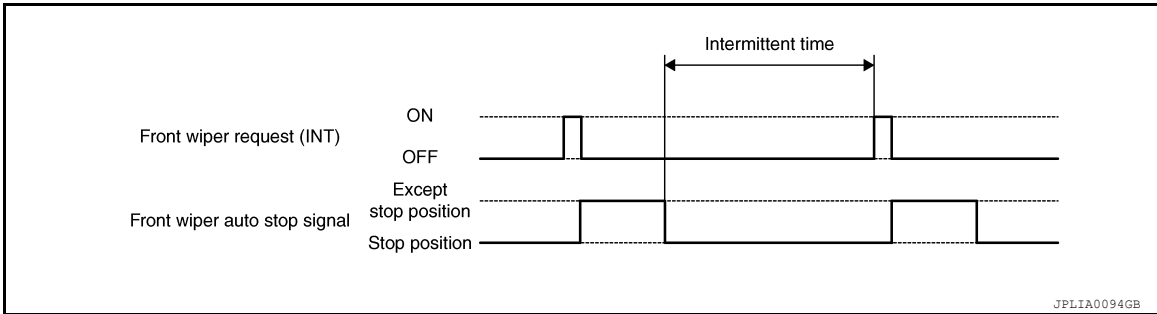 Intermittent time
ON
Front wiper request (INT)
OFF
Except
stop position
Front wiper auto stop signal
Stop position
JPLIA0094GB